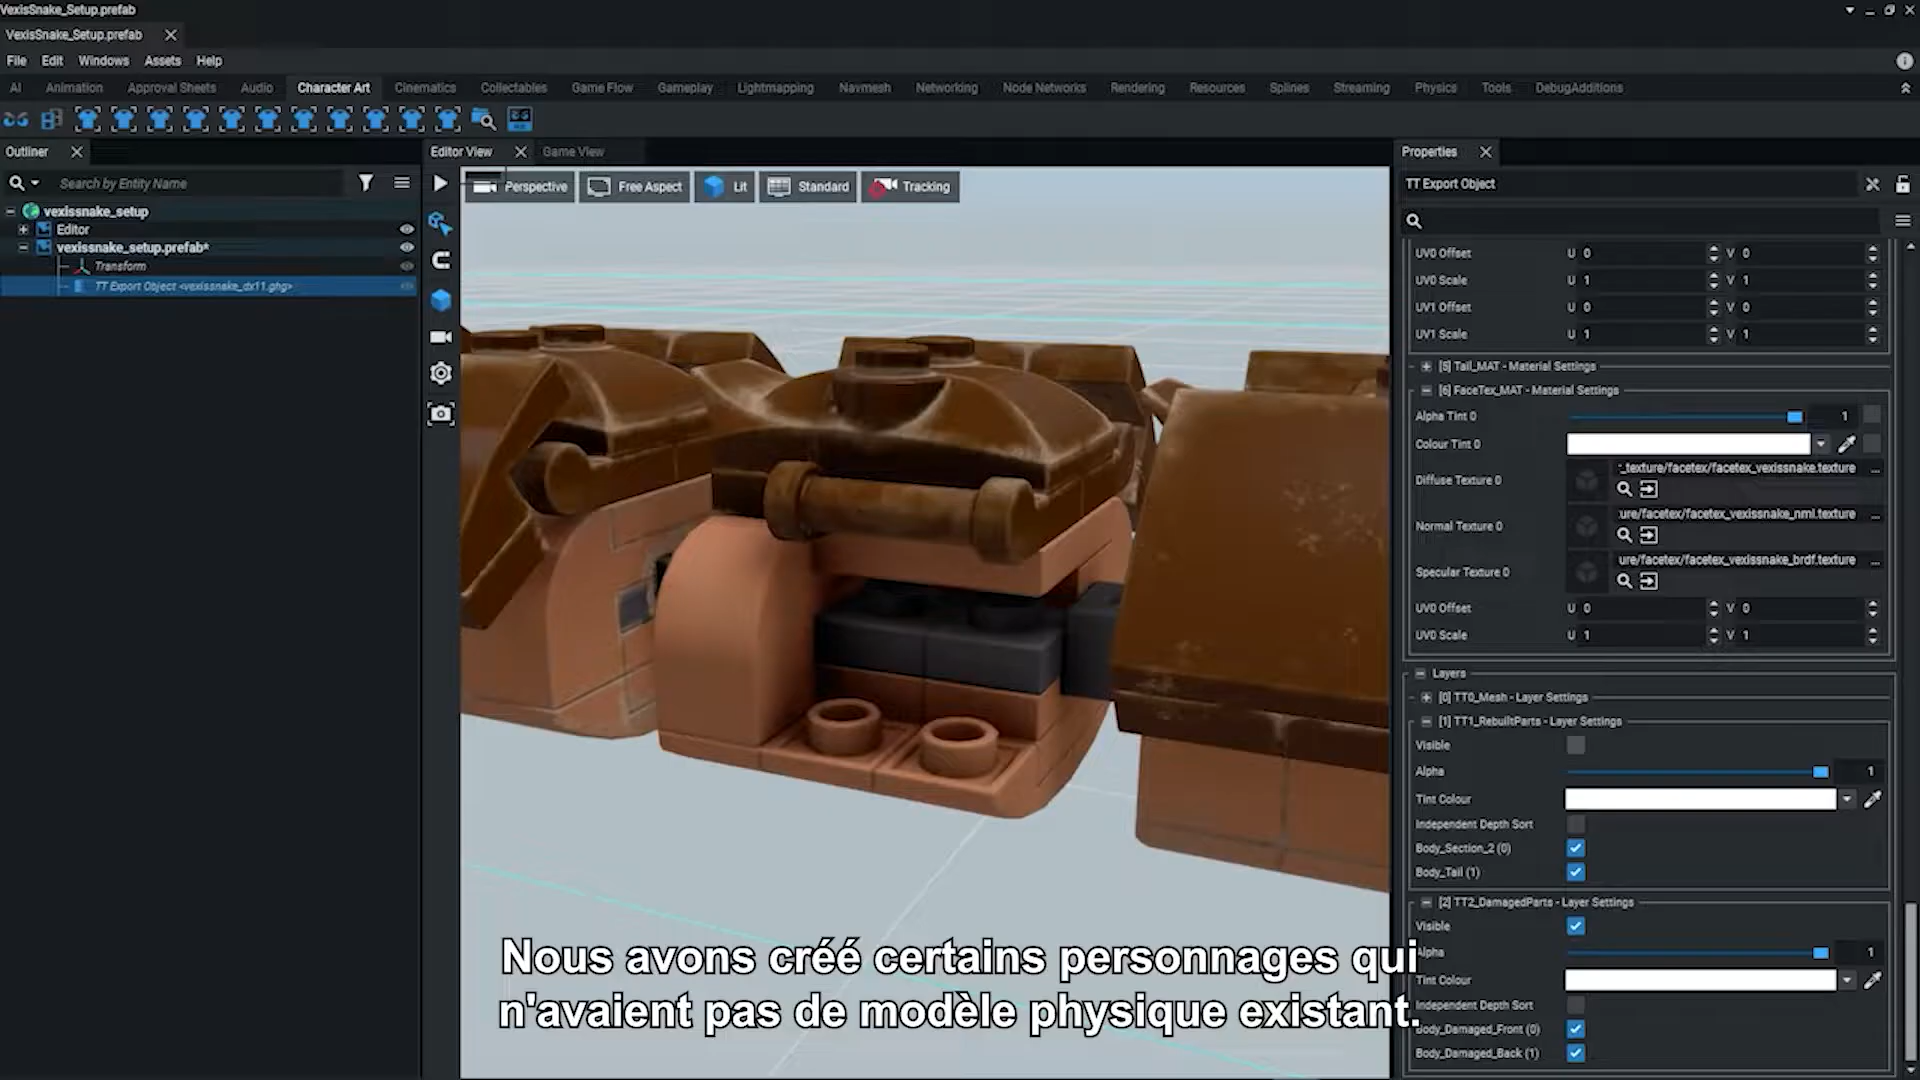 VexisSnake_Setup.prefab
VexisSnake_Setup.prefab
File Edit Windows Assets Help
AI Animation Approval Sheets Audio Character Art Cinematics Collectables Game Flow Gameplay Lightmapping Navmesh Networking Node Networks Rendering Resources Splines Streaming Physics Tools DebugAdditions
Outliner
Search by Entity Name
vexissnake_setup
Editor
vexissnake_setup.prefab*
Transform
TT Export Object <vexissnake_dx11.ghg>
Editor View Game View
Perspective Free Aspect Lit Standard Tracking
Properties
TT Export Object
UV0 Offset U 0 V 0
UV0 Scale U 1 V 1
UV1 Offset U 0 V 0
UV1 Scale U 1 V 1
[5] Tail_MAT - Material Settings
[6] FaceTex_MAT - Material Settings
Alpha Tint 0 1
Colour Tint 0
Diffuse Texture 0 :_texture/facetex/facetex_vexissnake.texture ...
Normal Texture 0 ure/facetex/facetex_vexissnake_nml.texture ...
Specular Texture 0 ure/facetex/facetex_vexissnake_brdf.texture ...
UV0 Offset U 0 V 0
UV0 Scale U 1 V 1
Layers
[0] TT0_Mesh - Layer Settings
[1] TT1_RebuiltParts - Layer Settings
Visible
Alpha 1
Tint Colour
Independent Depth Sort
Body_Section_2 (0)
Body_Tail (1)
[2] TT2_DamagedParts - Layer Settings
Visible
Alpha 1
Tint Colour
Independent Depth Sort
Body_Damaged_Front (0)
Body_Damaged_Back (1)
Nous avons créé certains personnages qui
n'avaient pas de modèle physique existant.